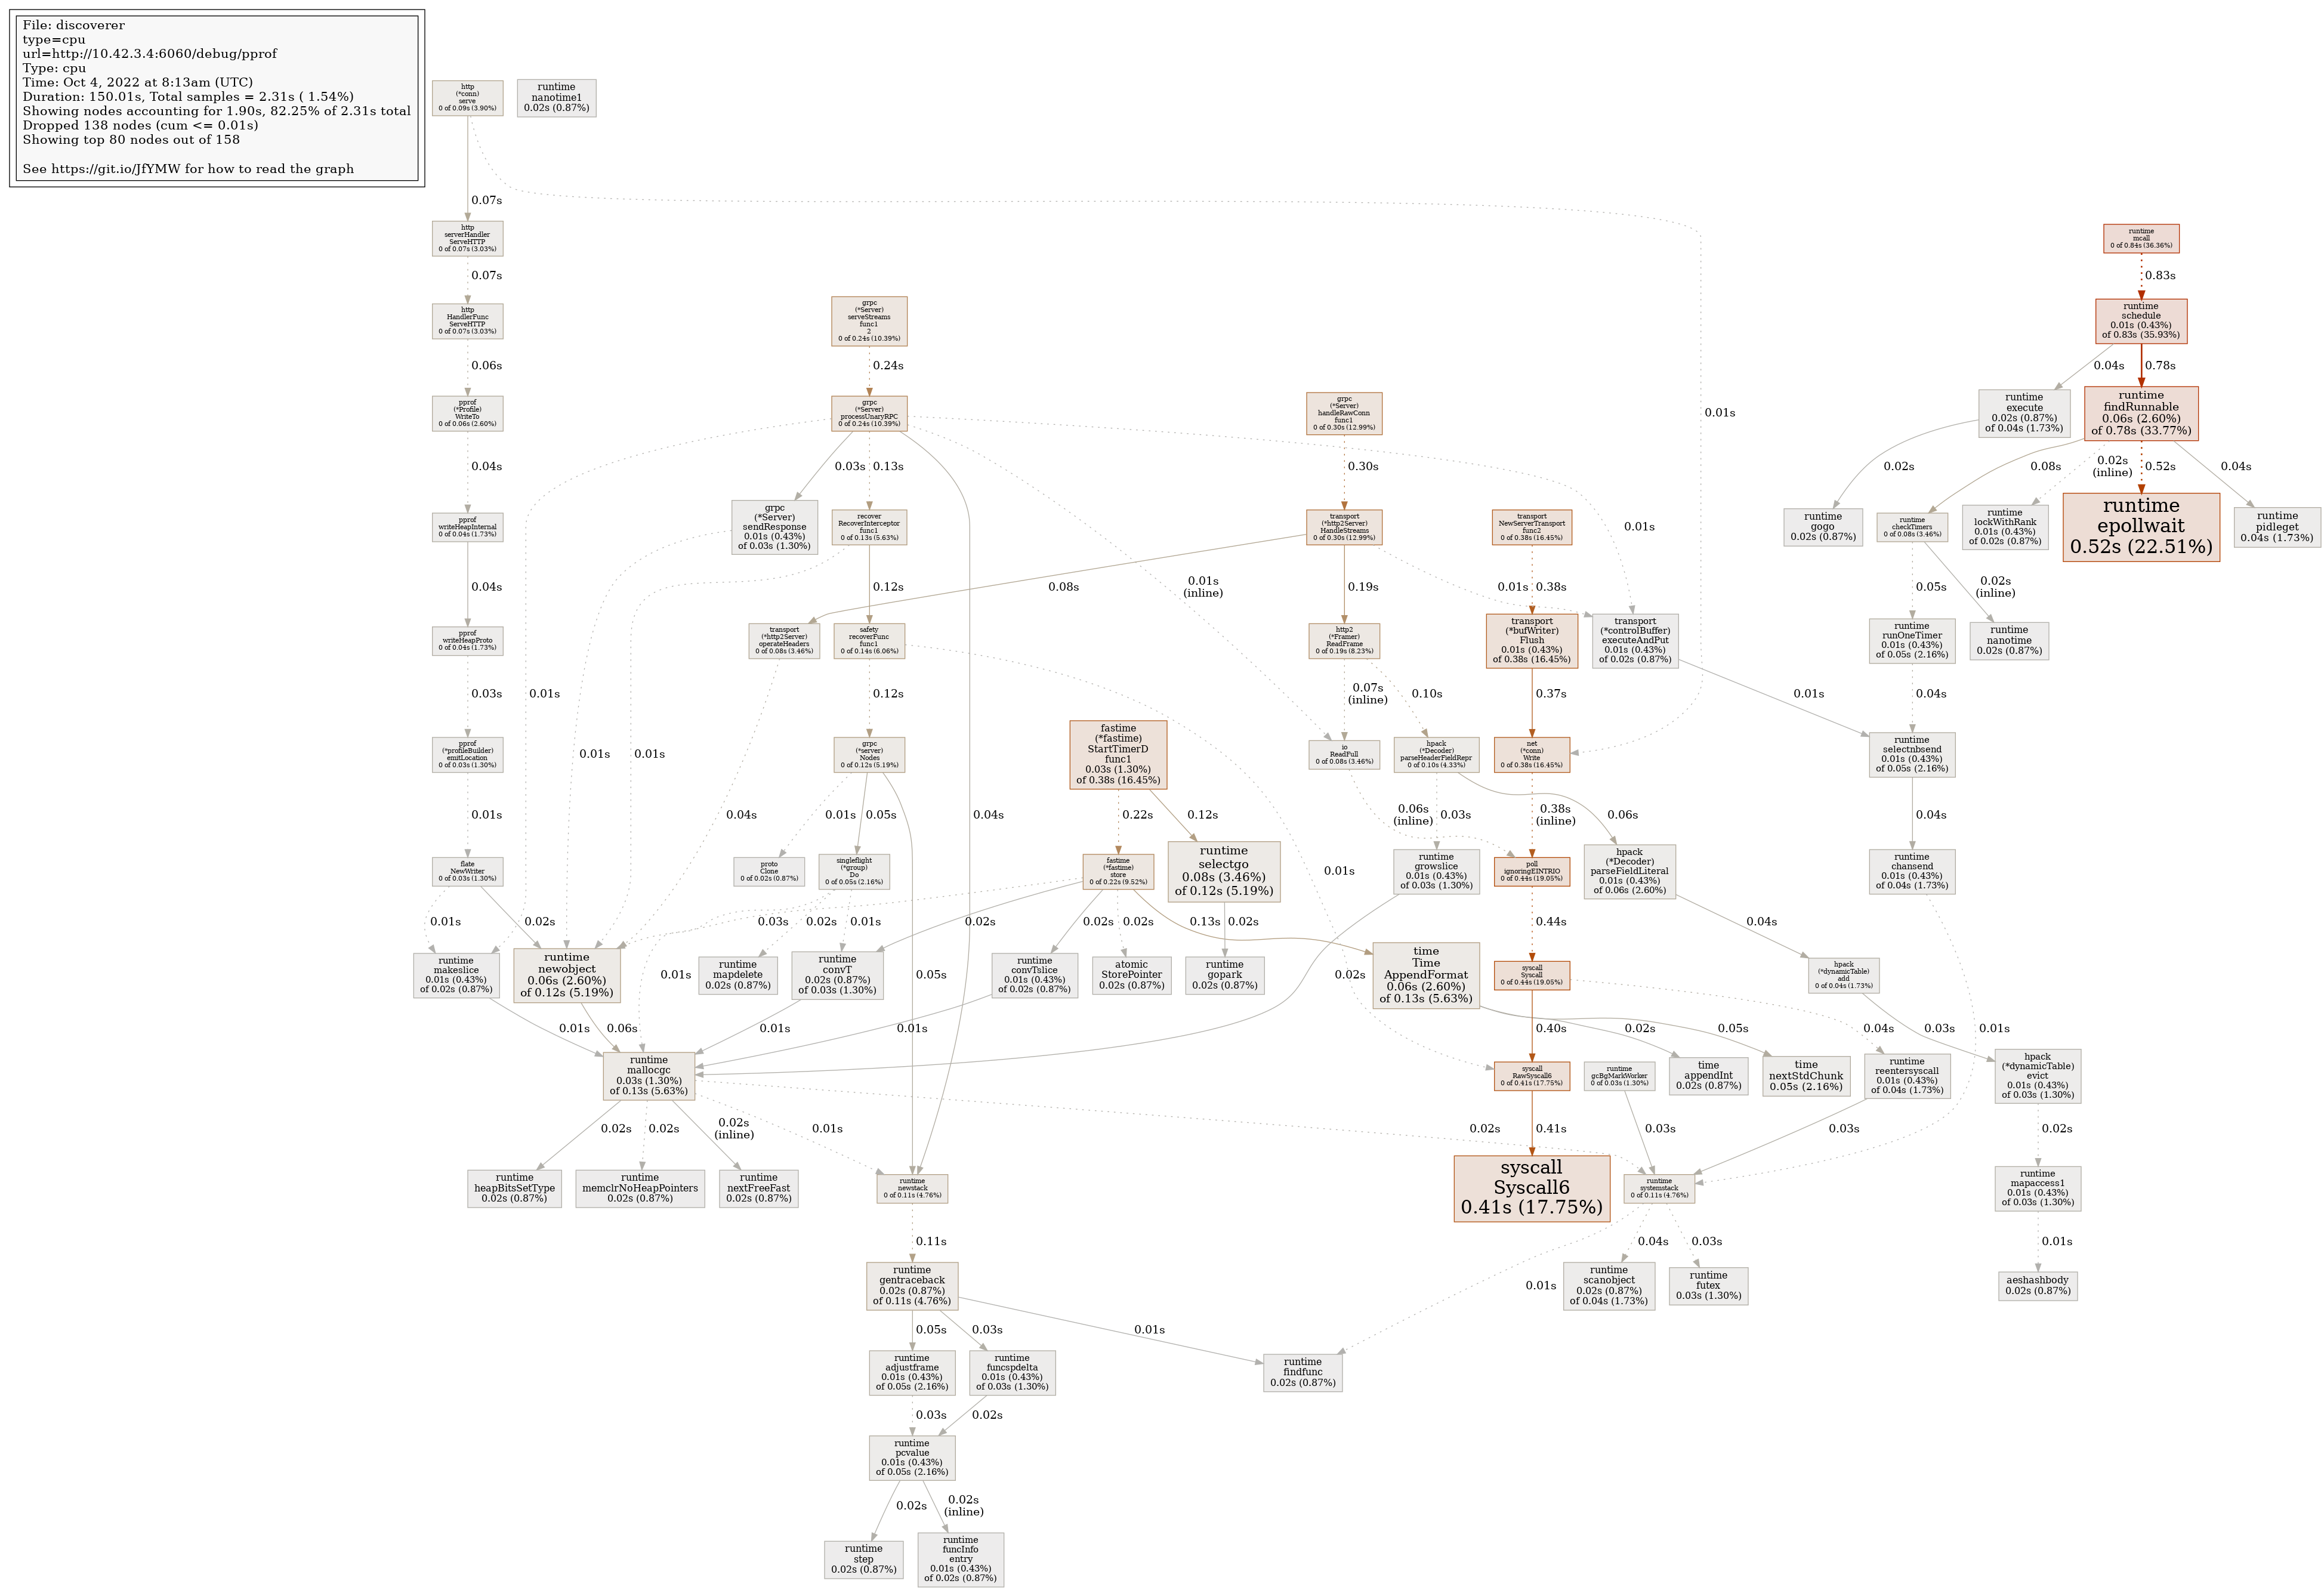 File: discoverer
type=cpu
url=http://10.42.3.4:6060/debug/pprof
Type: cpu
Time: Oct 4, 2022 at 8:13am (UTC)
Duration: 150.01s, Total samples = 2.31s ( 1.54%)
Showing nodes accounting for 1.90s, 82.25% of 2.31s total
Dropped 138 nodes (cum <= 0.01s)
Showing top 80 nodes out of 158
See https://git.io/JfYMW for how to read the graph
http
(*conn)
serve
0 of 0.09s (3.90%)
runtime
nanotime1
0.02s (0.87%)
0.07s
http
serverHandler
ServeHTTP
0 of 0.07s (3.03%)
runtime
mcall
0 of 0.84s (36.36%)
0.07s
0.83s
http
HandlerFunc
ServeHTTP
0 of 0.07s (3.03%)
grpc
(*Server)
serveStreams
func1
2
0 of 0.24s (10.39%)
runtime
schedule
0.01s (0.43%)
of 0.83s (35.93%)
0.06s
0.24s
0.04s
0.78s
pprof
(*Profile)
WriteTo
0 of 0.06s (2.60%)
grpc
(*Server)
processUnaryRPC
0 of 0.24s (10.39%)
grpc
(*Server)
handleRawConn
func1
0 of 0.30s (12.99%)
0.01s
runtime
execute
0.02s (0.87%)
of 0.04s (1.73%)
runtime
findRunnable
0.06s (2.60%)
of 0.78s (33.77%)
0.04s
0.03s
0.13s
0.30s
0.02s
0.08s
0.02s
(inline)
0.52s
0.04s
pprof
writeHeapInternal
0 of 0.04s (1.73%)
grpc
(*Server)
sendResponse
0.01s (0.43%)
of 0.03s (1.30%)
recover
RecoverInterceptor
func1
0 of 0.13s (5.63%)
transport
(*http2Server)
HandleStreams
0 of 0.30s (12.99%)
transport
NewServerTransport
func2
0 of 0.38s (16.45%)
0.01s
runtime
gogo
0.02s (0.87%)
runtime
checkTimers
0 of 0.08s (3.46%)
runtime
lockWithRank
0.01s (0.43%)
of 0.02s (0.87%)
runtime
epollwait
0.52s (22.51%)
runtime
pidleget
0.04s (1.73%)
0.04s
0.12s
0.08s
0.01s
(inline)
0.19s
0.01s
0.38s
0.05s
0.02s
(inline)
pprof
writeHeapProto
0 of 0.04s (1.73%)
transport
(*http2Server)
operateHeaders
0 of 0.08s (3.46%)
safety
recoverFunc
func1
0 of 0.14s (6.06%)
http2
(*Framer)
ReadFrame
0 of 0.19s (8.23%)
transport
(*bufWriter)
Flush
0.01s (0.43%)
of 0.38s (16.45%)
transport
(*controlBuffer)
executeAndPut
0.01s (0.43%)
of 0.02s (0.87%)
runtime
runOneTimer
0.01s (0.43%)
of 0.05s (2.16%)
runtime
nanotime
0.02s (0.87%)
0.03s
0.01s
0.12s
0.07s
(inline)
0.10s
0.37s
0.01s
0.04s
pprof
(*profileBuilder)
emitLocation
0 of 0.03s (1.30%)
0.01s
0.01s
grpc
(*server)
Nodes
0 of 0.12s (5.19%)
fastime
(*fastime)
StartTimerD
func1
0.03s (1.30%)
of 0.38s (16.45%)
io
ReadFull
0 of 0.08s (3.46%)
hpack
(*Decoder)
parseHeaderFieldRepr
0 of 0.10s (4.33%)
net
(*conn)
Write
0 of 0.38s (16.45%)
runtime
selectnbsend
0.01s (0.43%)
of 0.05s (2.16%)
0.01s
0.04s
0.01s
0.05s
0.04s
0.22s
0.12s
0.06s
(inline)
0.03s
0.38s
(inline)
0.06s
0.04s
flate
NewWriter
0 of 0.03s (1.30%)
proto
Clone
0 of 0.02s (0.87%)
singleflight
(*group)
Do
0 of 0.05s (2.16%)
fastime
(*fastime)
store
0 of 0.22s (9.52%)
runtime
selectgo
0.08s (3.46%)
of 0.12s (5.19%)
0.01s
runtime
growslice
0.01s (0.43%)
of 0.03s (1.30%)
poll
ignoringEINTRIO
0 of 0.44s (19.05%)
hpack
(*Decoder)
parseFieldLiteral
0.01s (0.43%)
of 0.06s (2.60%)
runtime
chansend
0.01s (0.43%)
of 0.04s (1.73%)
0.01s
0.02s
0.03s
0.02s
0.01s
0.02s
0.02s
0.02s
0.13s
0.02s
0.44s
0.04s
runtime
makeslice
0.01s (0.43%)
of 0.02s (0.87%)
runtime
newobject
0.06s (2.60%)
of 0.12s (5.19%)
0.01s
runtime
mapdelete
0.02s (0.87%)
runtime
convT
0.02s (0.87%)
of 0.03s (1.30%)
0.05s
runtime
convTslice
0.01s (0.43%)
of 0.02s (0.87%)
atomic
StorePointer
0.02s (0.87%)
runtime
gopark
0.02s (0.87%)
0.02s
time
Time
AppendFormat
0.06s (2.60%)
of 0.13s (5.63%)
syscall
Syscall
0 of 0.44s (19.05%)
hpack
(*dynamicTable)
add
0 of 0.04s (1.73%)
0.01s
0.06s
0.01s
0.01s
0.40s
0.02s
0.05s
0.04s
0.03s
0.01s
runtime
mallocgc
0.03s (1.30%)
of 0.13s (5.63%)
syscall
RawSyscall6
0 of 0.41s (17.75%)
runtime
gcBgMarkWorker
0 of 0.03s (1.30%)
time
appendInt
0.02s (0.87%)
time
nextStdChunk
0.05s (2.16%)
runtime
reentersyscall
0.01s (0.43%)
of 0.04s (1.73%)
hpack
(*dynamicTable)
evict
0.01s (0.43%)
of 0.03s (1.30%)
0.02s
0.02s
0.02s
(inline)
0.01s
0.02s
0.41s
0.03s
0.03s
0.02s
runtime
heapBitsSetType
0.02s (0.87%)
runtime
memclrNoHeapPointers
0.02s (0.87%)
runtime
nextFreeFast
0.02s (0.87%)
runtime
newstack
0 of 0.11s (4.76%)
syscall
Syscall6
0.41s (17.75%)
runtime
systemstack
0 of 0.11s (4.76%)
runtime
mapaccess1
0.01s (0.43%)
of 0.03s (1.30%)
0.11s
0.01s
0.04s
0.03s
0.01s
runtime
gentraceback
0.02s (0.87%)
of 0.11s (4.76%)
runtime
scanobject
0.02s (0.87%)
of 0.04s (1.73%)
runtime
futex
0.03s (1.30%)
aeshashbody
0.02s (0.87%)
0.05s
0.03s
0.01s
runtime
adjustframe
0.01s (0.43%)
of 0.05s (2.16%)
runtime
funcspdelta
0.01s (0.43%)
of 0.03s (1.30%)
runtime
findfunc
0.02s (0.87%)
0.03s
0.02s
runtime
pcvalue
0.01s (0.43%)
of 0.05s (2.16%)
0.02s
0.02s
(inline)
runtime
step
0.02s (0.87%)
runtime
funcInfo
entry
0.01s (0.43%)
of 0.02s (0.87%)